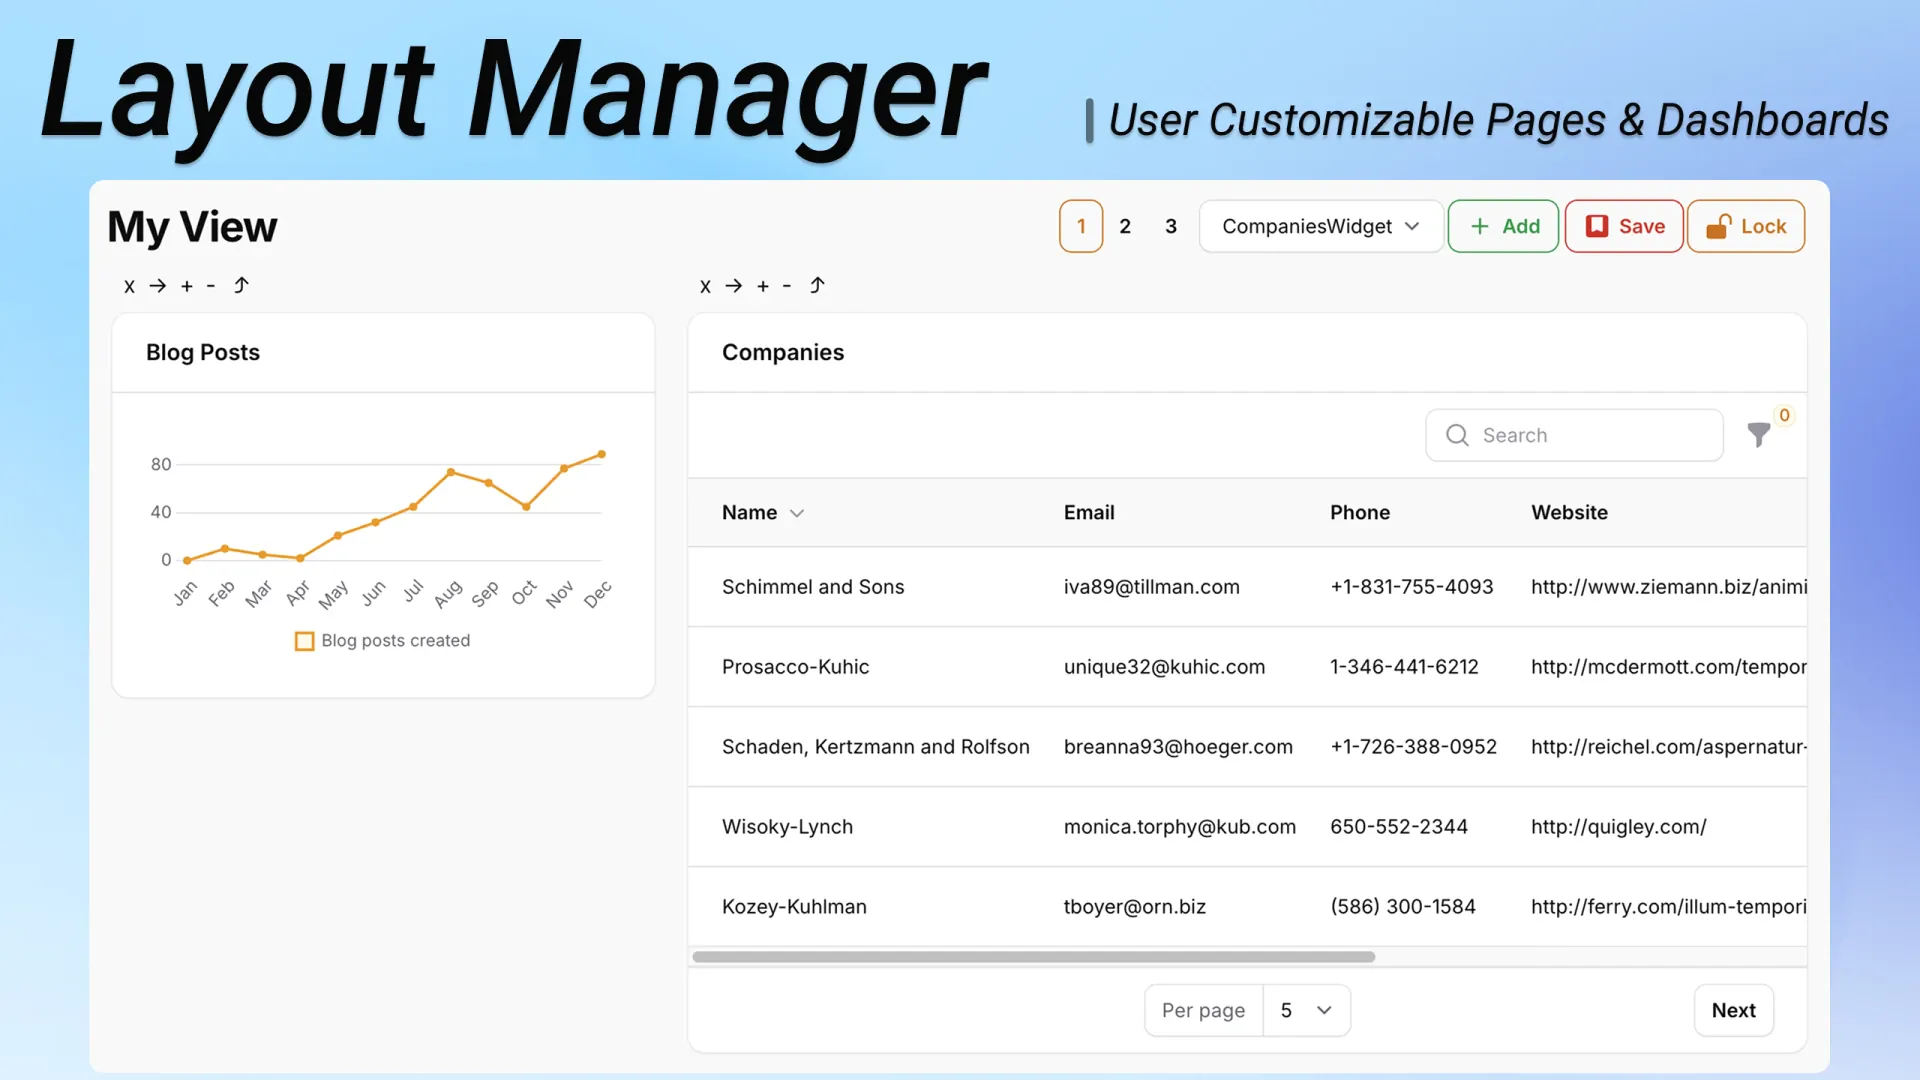 Layout Manager
| User Customizable Pages & Dashboards
My View
1 2 3 CompaniesWidget + Add Save Lock
x → + - ⤴
x → + - ⤴
Blog Posts
80
40
0
Jan Feb Mar Apr May Jun Jul Aug Sep Oct Nov Dec
Blog posts created
Companies
Search
0
Name Email Phone Website
Schimmel and Sons iva89@tillman.com +1-831-755-4093 http://www.ziemann.biz/animi
Prosacco-Kuhic unique32@kuhic.com 1-346-441-6212 http://mcdermott.com/tempor
Schaden, Kertzmann and Rolfson breanna93@hoeger.com +1-726-388-0952 http://reichel.com/aspernatur-
Wisoky-Lynch monica.torphy@kub.com 650-552-2344 http://quigley.com/
Kozey-Kuhlman tboyer@orn.biz (586) 300-1584 http://ferry.com/illum-tempori
Per page 5
Next